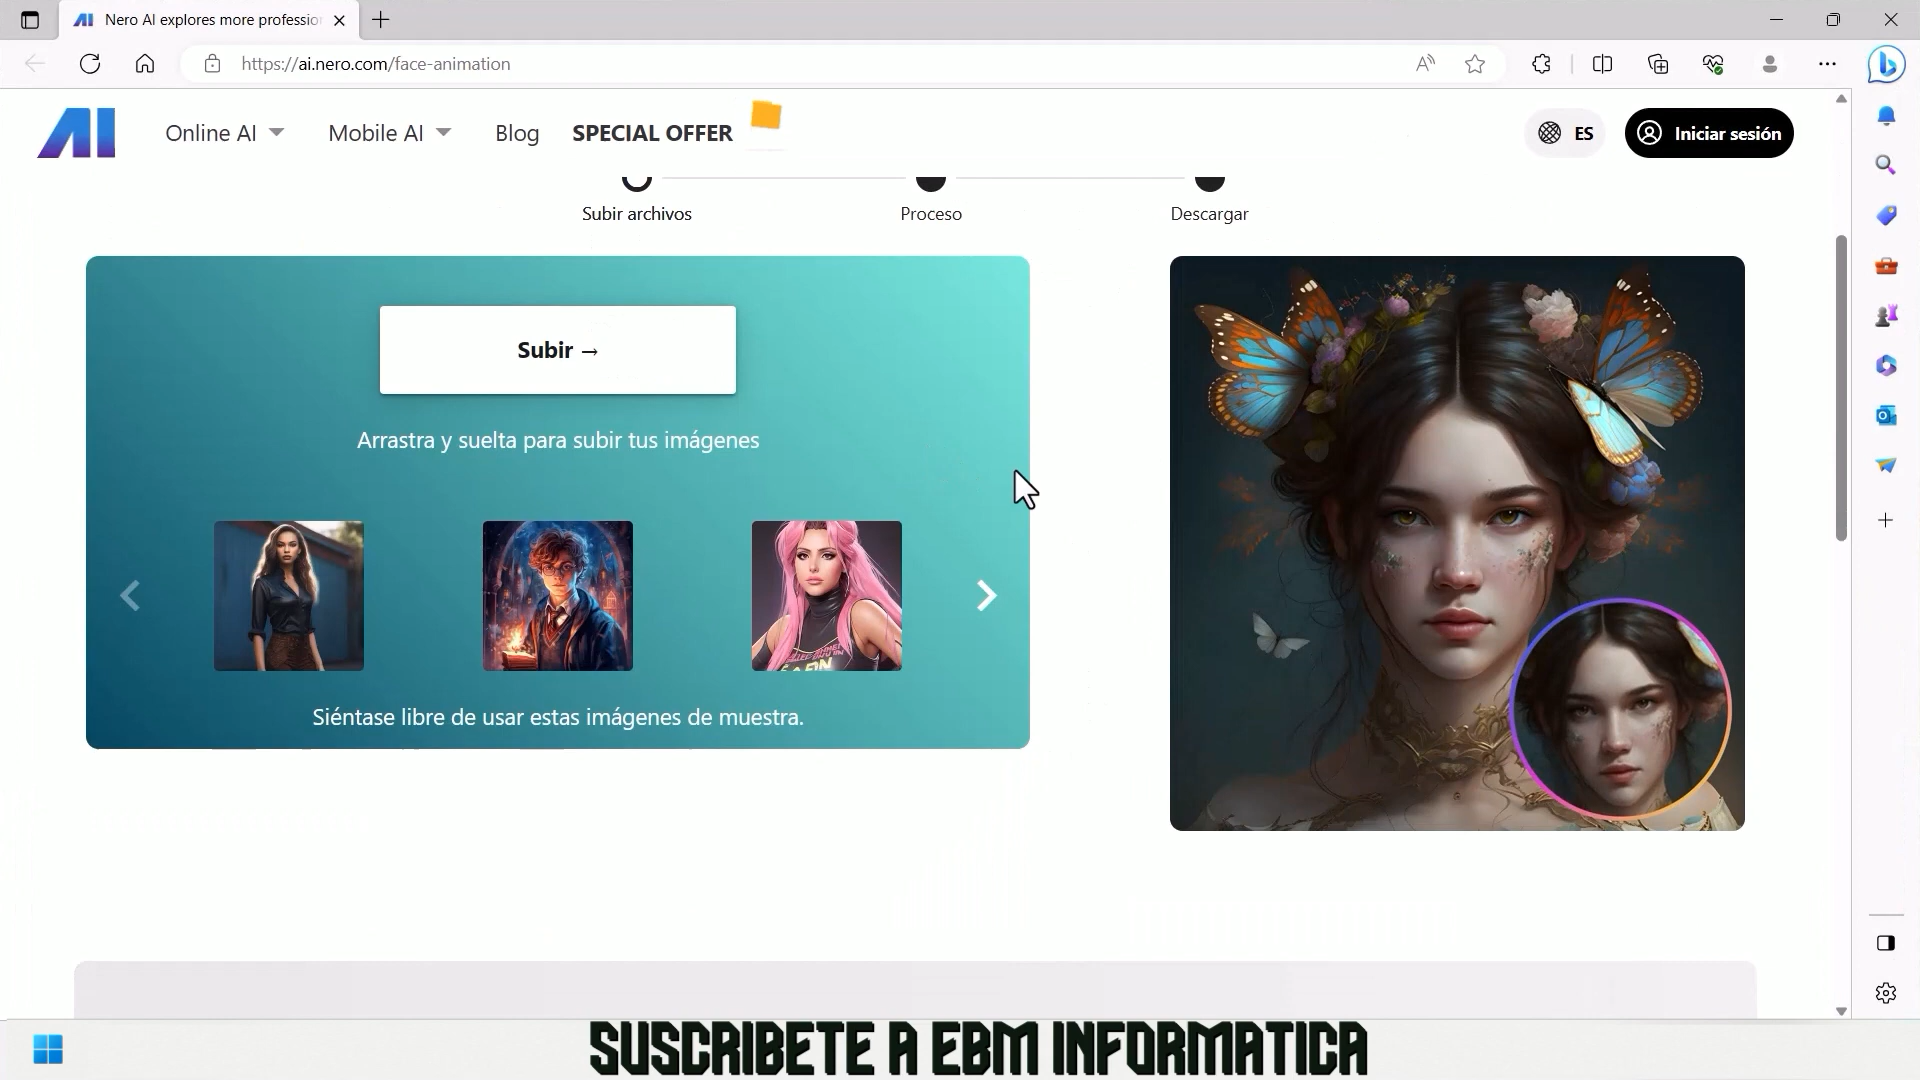 Nero AI explores more professio
https://ai.nero.com/face-animation
AI
Online AI
Mobile AI
Blog
SPECIAL OFFER
ES
Iniciar sesión
Subir archivos
Proceso
Descargar
Subir →
Arrastra y suelta para subir tus imágenes
Siéntase libre de usar estas imágenes de muestra.
SUSCRIBETE A EBM INFORMATICA